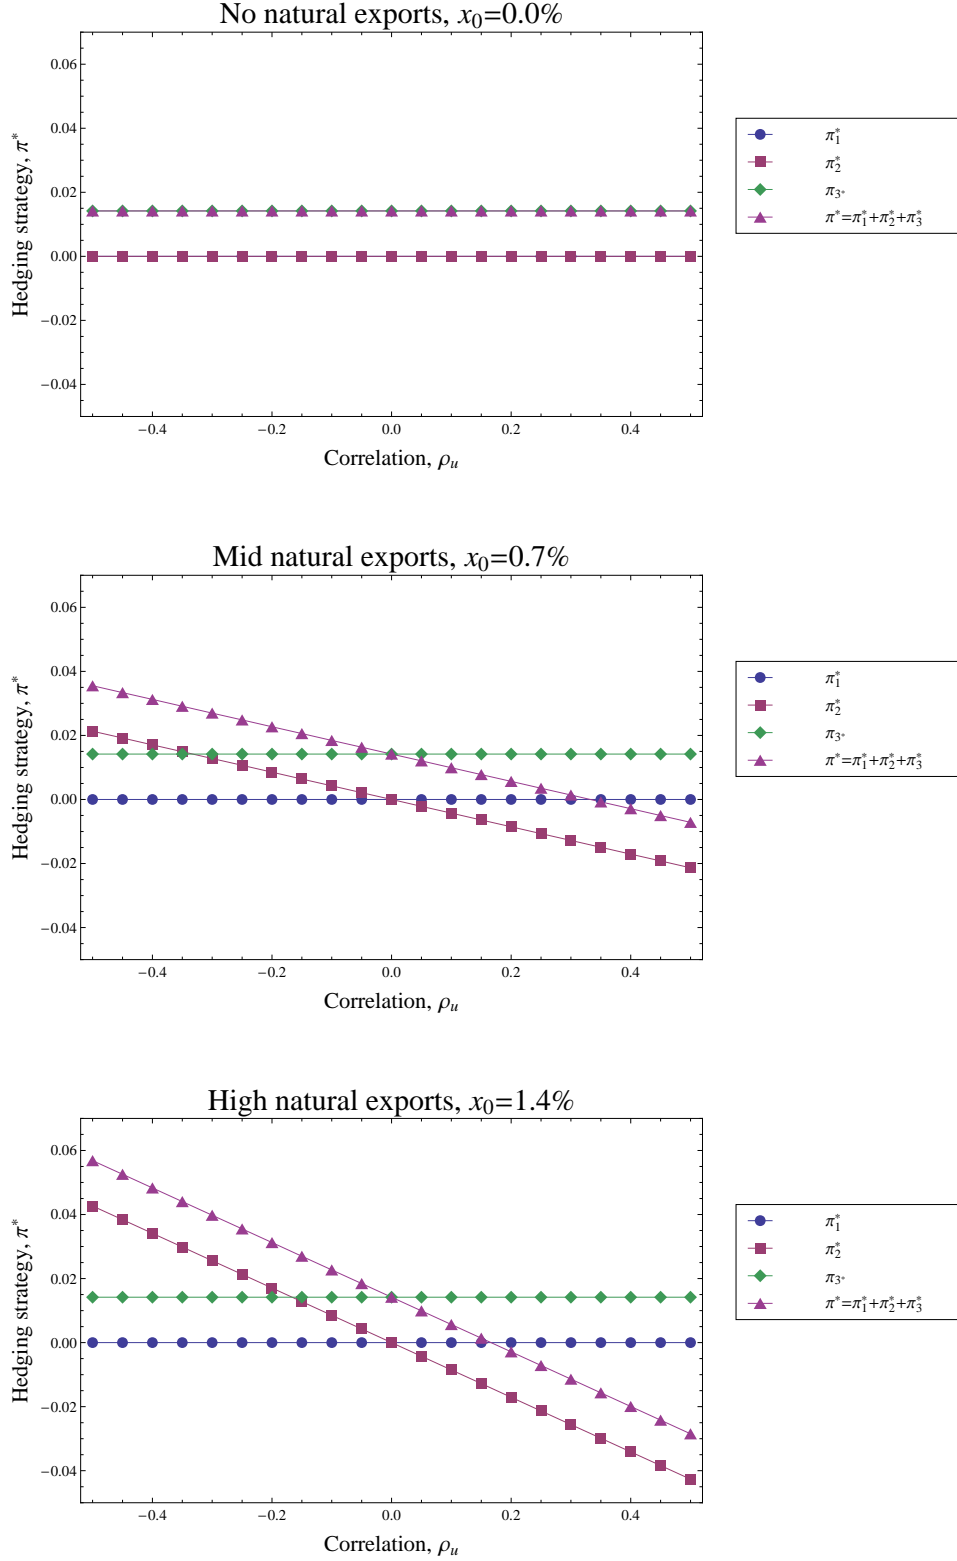 No natural exports, x₀=0.0%
0.06
0.04
0.02
0.00
−0.02
−0.04
Hedging strategy, π*
−0.4 −0.2 0.0 0.2 0.4
Correlation, ρᵤ
π₁*
π₂*
π₃*
π*=π₁*+π₂*+π₃*
Mid natural exports, x₀=0.7%
0.06
0.04
0.02
0.00
−0.02
−0.04
Hedging strategy, π*
−0.4 −0.2 0.0 0.2 0.4
Correlation, ρᵤ
π₁*
π₂*
π₃*
π*=π₁*+π₂*+π₃*
High natural exports, x₀=1.4%
0.06
0.04
0.02
0.00
−0.02
−0.04
Hedging strategy, π*
−0.4 −0.2 0.0 0.2 0.4
Correlation, ρᵤ
π₁*
π₂*
π₃*
π*=π₁*+π₂*+π₃*